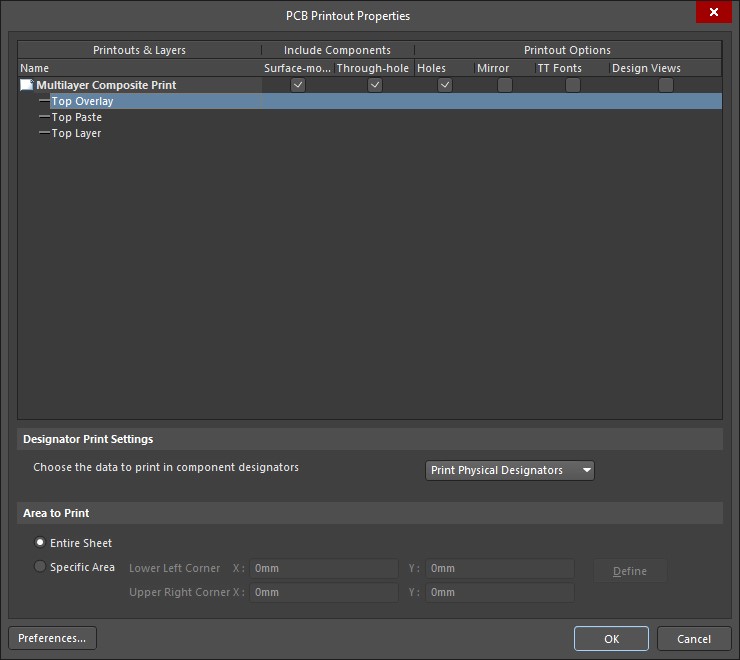 PCB Printout Properties
Printouts & Layers Include Components Printout Options
Name Surface-mo... Through-hole Holes Mirror TT Fonts Design Views
Multilayer Composite Print
Top Overlay
Top Paste
Top Layer
Designator Print Settings
Choose the data to print in component designators Print Physical Designators
Area to Print
Entire Sheet
Specific Area Lower Left Corner X: 0mm Y: 0mm Define
Upper Right Corner X: 0mm Y: 0mm
Preferences... OK Cancel